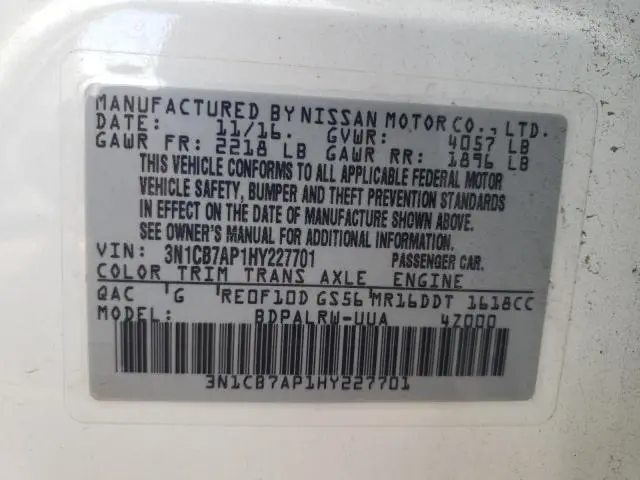 MANUFACTURED BY NISSAN MOTOR CO., LTD.
DATE: 11/16. GVWR: 4057 LB
GAWR FR: 2218 LB GAWR RR: 1896 LB
THIS VEHICLE CONFORMS TO ALL APPLICABLE FEDERAL MOTOR
VEHICLE SAFETY, BUMPER AND THEFT PREVENTION STANDARDS
IN EFFECT ON THE DATE OF MANUFACTURE SHOWN ABOVE.
SEE OWNER'S MANUAL FOR ADDITIONAL INFORMATION.
VIN: 3N1CB7AP1HY227701 PASSENGER CAR.
COLOR TRIM TRANS AXLE ENGINE
QAC G RE0F10D GS56 MR16DDT 1618CC
MODEL: BDPALRW-UUA 47000
3N1CB7AP1HY227701